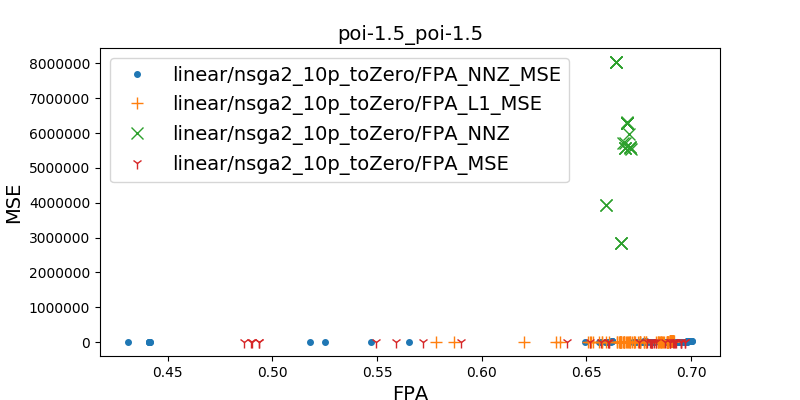 poi-1.5_poi-1.5
8000000
7000000
6000000
5000000
4000000
3000000
2000000
1000000
0
MSE
linear/nsga2_10p_toZero/FPA_NNZ_MSE
linear/nsga2_10p_toZero/FPA_L1_MSE
linear/nsga2_10p_toZero/FPA_NNZ
linear/nsga2_10p_toZero/FPA_MSE
0.45 0.50 0.55 0.60 0.65 0.70
FPA